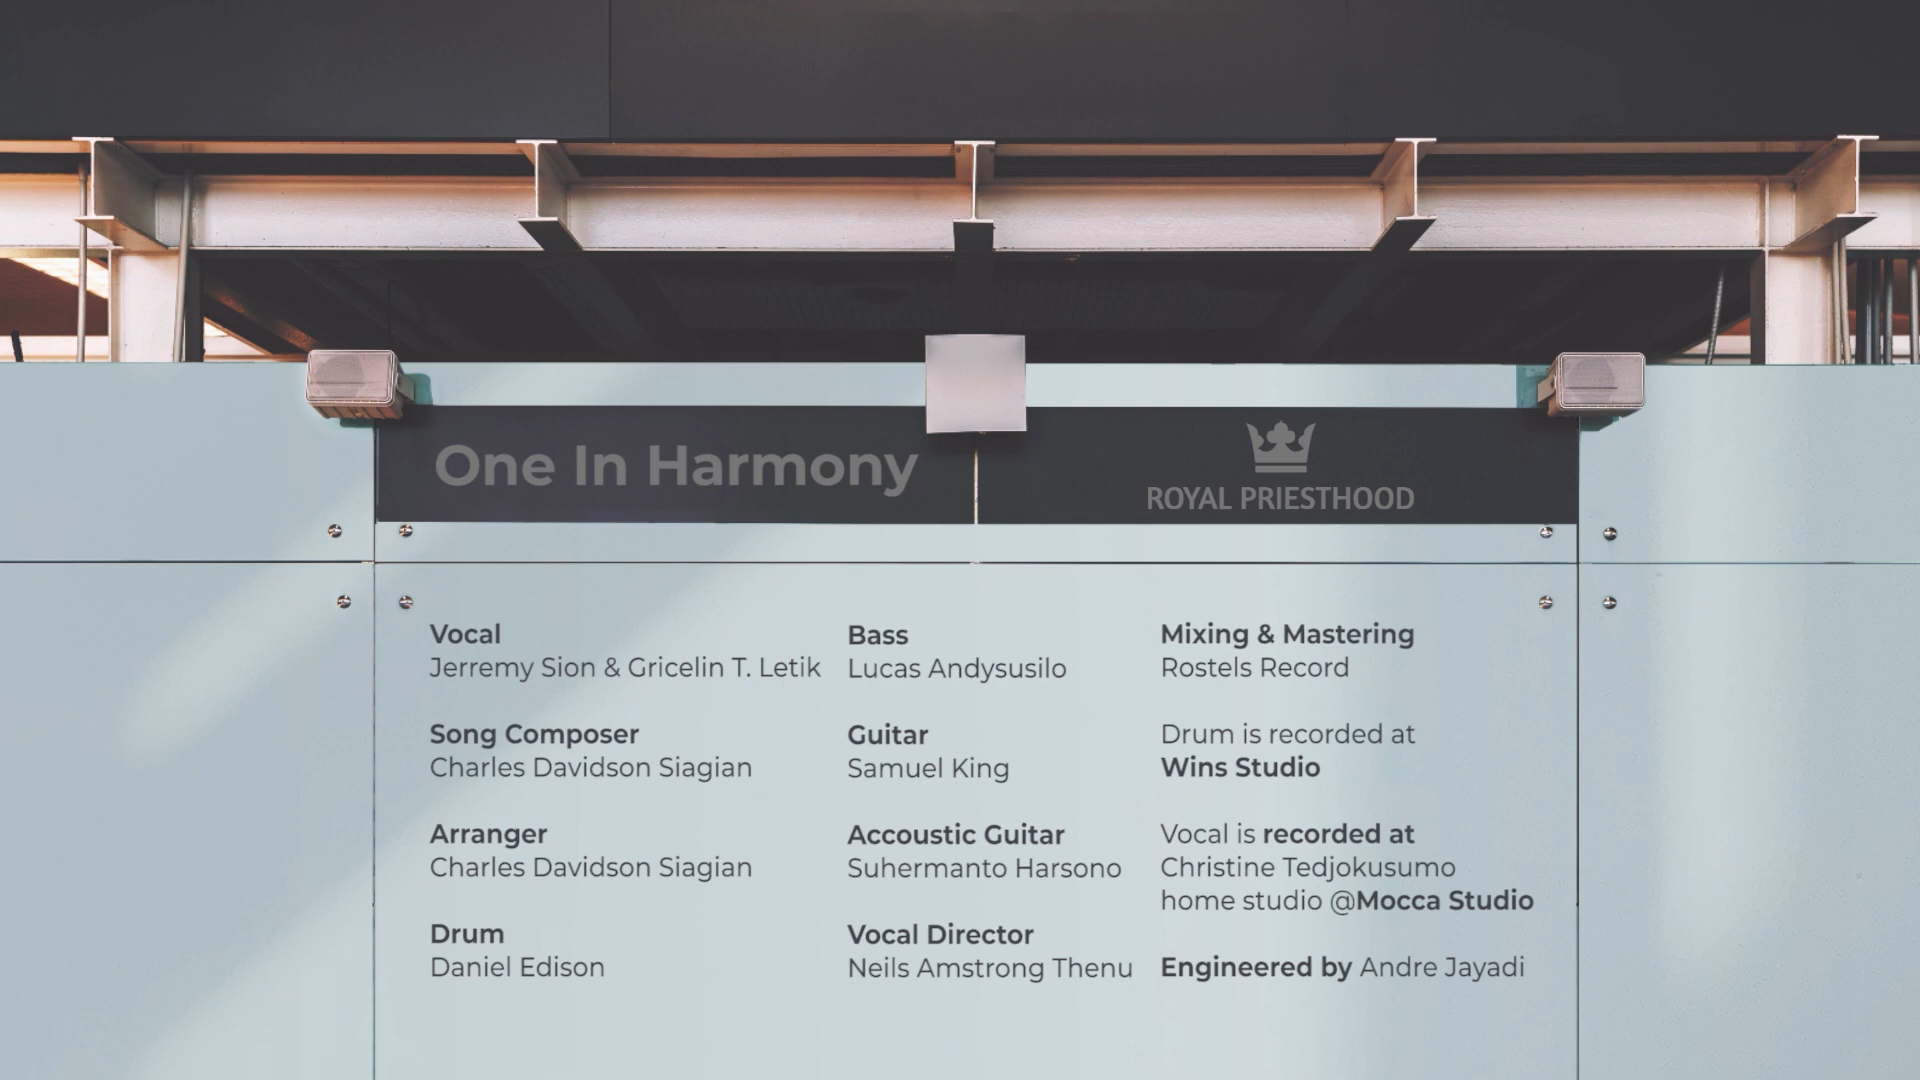 One In Harmony
ROYAL PRIESTHOOD
Vocal
Jerremy Sion & Gricelin T. Letik
Song Composer
Charles Davidson Siagian
Arranger
Charles Davidson Siagian
Drum
Daniel Edison
Bass
Lucas Andysusilo
Guitar
Samuel King
Accoustic Guitar
Suhermanto Harsono
Vocal Director
Neils Amstrong Thenu
Mixing & Mastering
Rostels Record
Drum is recorded at
Wins Studio
Vocal is recorded at
Christine Tedjokusumo
home studio @Mocca Studio
Engineered by Andre Jayadi